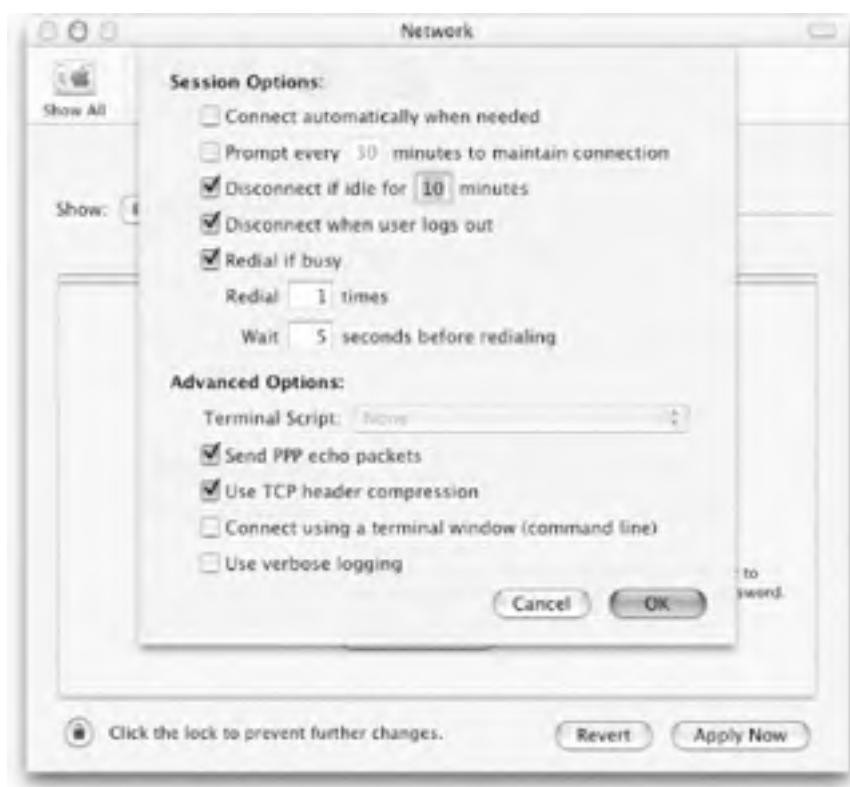 Network
Show All
Session Options:
Connect automatically when needed
Prompt every 30 minutes to maintain connection
Disconnect if idle for 10 minutes
Show:
Disconnect when user logs out
Redial if busy
Redial 1 times
Wait 5 seconds before redialing
Advanced Options:
Terminal Script: None
Send PPP echo packets
Use TCP header compression
Connect using a terminal window (command line)
Use verbose logging
to
sword.
Cancel OK
Click the lock to prevent further changes.
Revert Apply Now